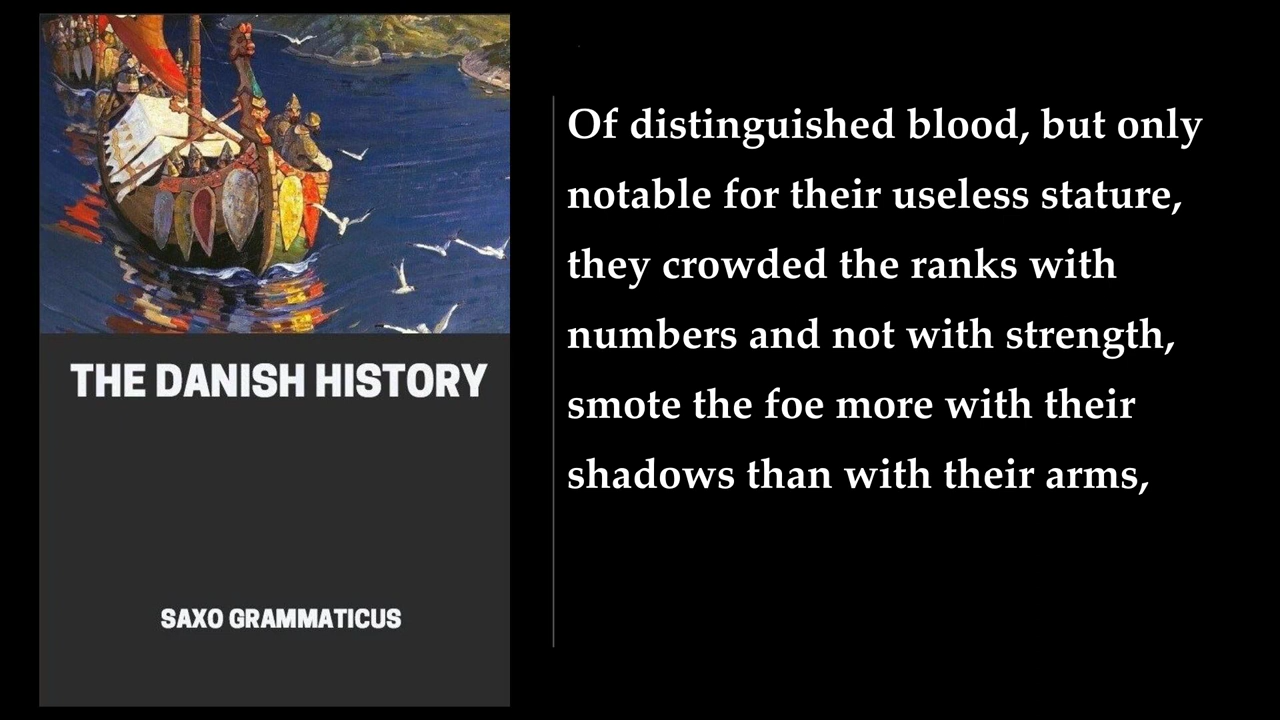 THE DANISH HISTORY
SAXO GRAMMATICUS
Of distinguished blood, but only
notable for their useless stature,
they crowded the ranks with
numbers and not with strength,
smote the foe more with their
shadows than with their arms,